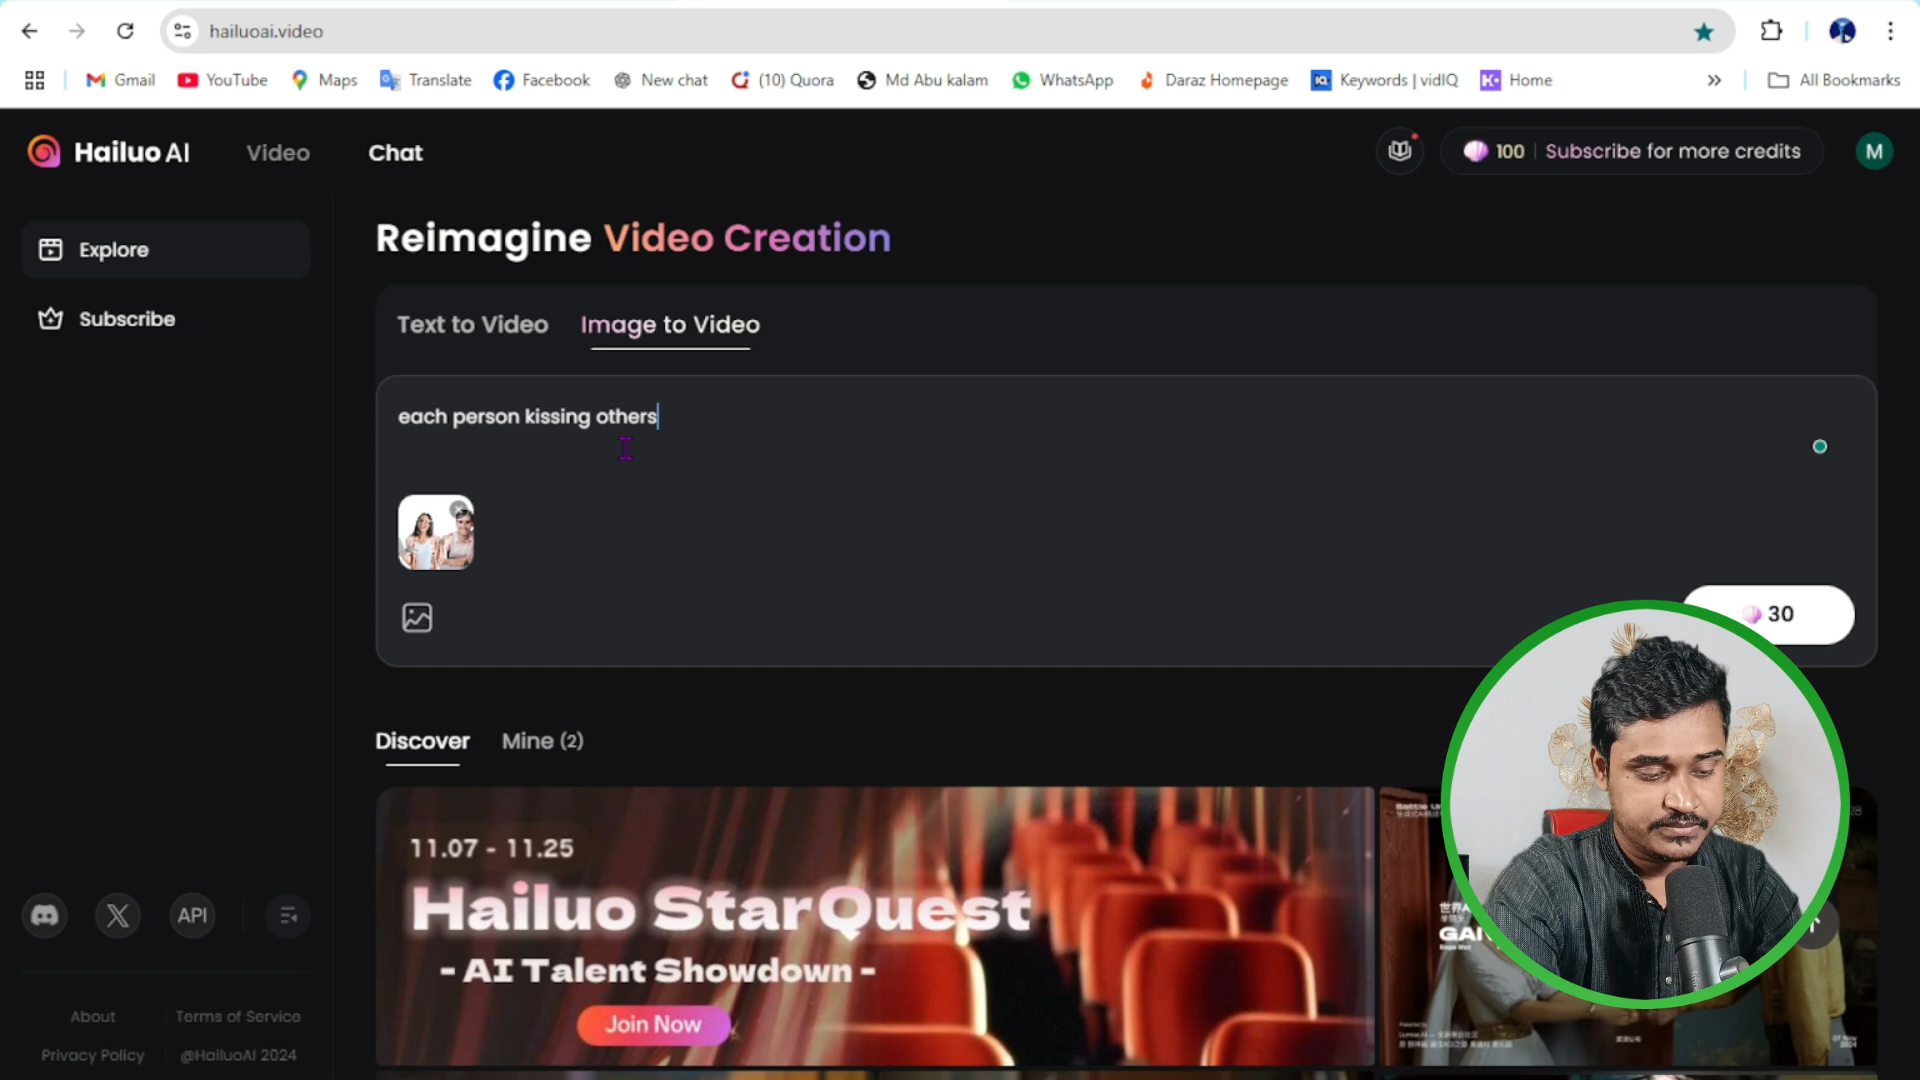 hailuoai.video
Gmail
YouTube
Maps
Translate
Facebook
New chat
(10) Quora
Md Abu kalam
WhatsApp
Daraz Homepage
Keywords | vidIQ
Home
All Bookmarks
Hailuo AI
Video
Chat
100
Subscribe for more credits
M
Explore
Subscribe
Reimagine Video Creation
Text to Video
Image to Video
each person kissing others
30
Discover
Mine (2)
11.07 - 11.25
Hailuo StarQuest
- AI Talent Showdown -
Join Now
API
About
Terms of Service
Privacy Policy
@HailuoAI 2024